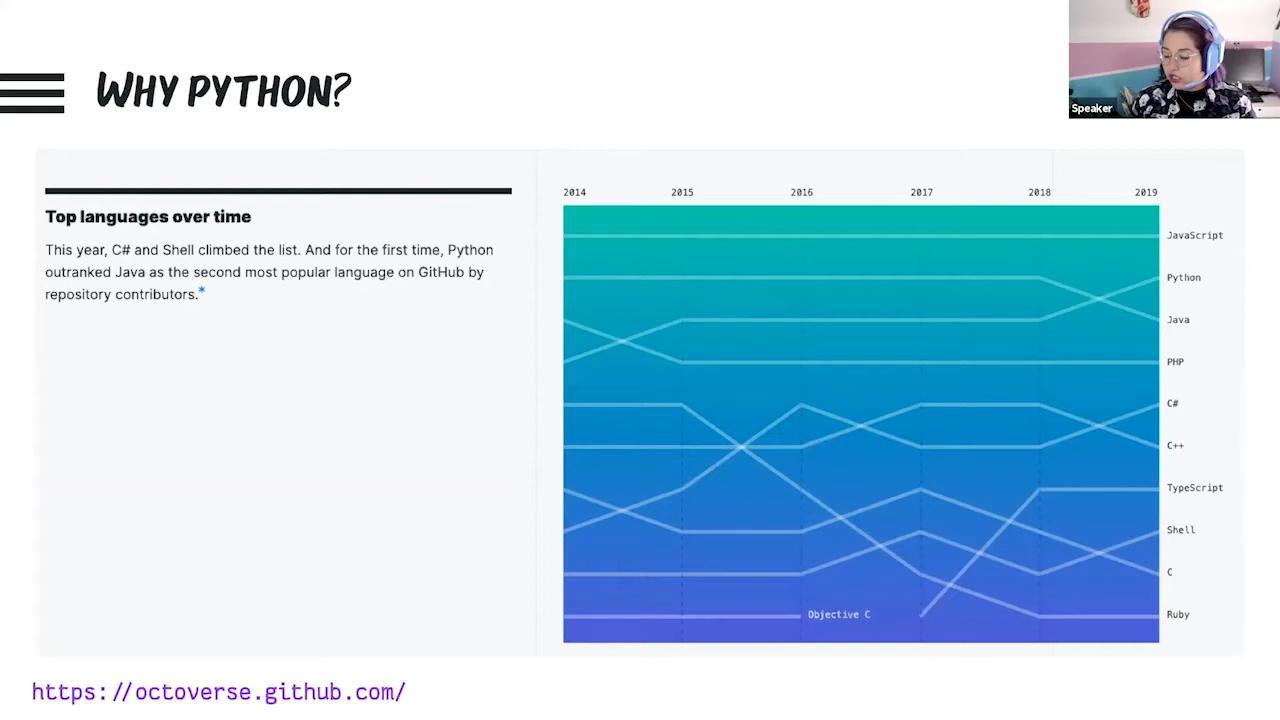 WHY PYTHON?
Speaker
Top languages over time
This year, C# and Shell climbed the list. And for the first time, Python
outranked Java as the second most popular language on GitHub by
repository contributors.*
2014 2015 2016 2017 2018 2019
JavaScript
Python
Java
PHP
C#
C++
TypeScript
Shell
C
Objective C
Ruby
https://octoverse.github.com/